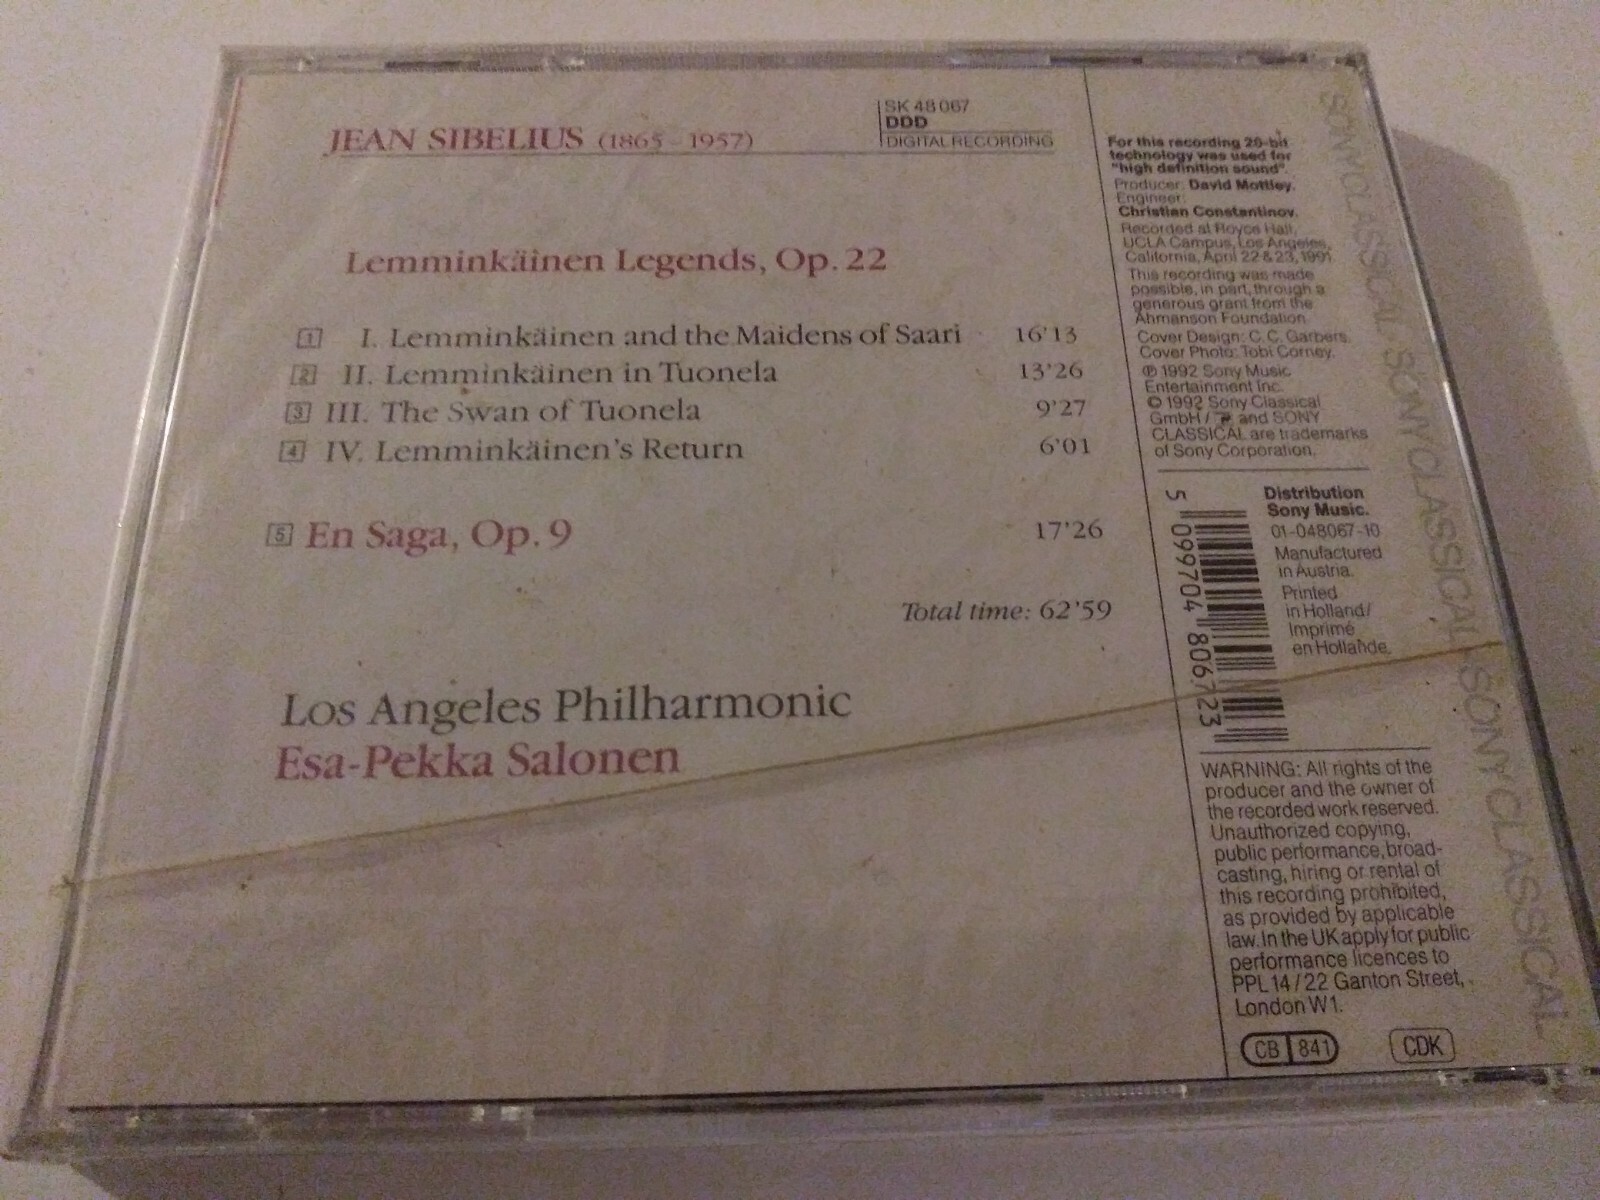 JEAN SIBELIUS (1865 - 1957)
SK 48 067
DDD
DIGITAL RECORDING
Lemminkäinen Legends, Op. 22
1 I. Lemminkäinen and the Maidens of Saari 16'13
2 II. Lemminkäinen in Tuonela 13'26
3 III. The Swan of Tuonela 9'27
4 IV. Lemminkäinen's Return 6'01
5 En Saga, Op. 9 17'26
Total time: 62'59
Los Angeles Philharmonic
Esa-Pekka Salonen
For this recording 20-bit
technology was used for
"high definition sound".
Producer: David Mottley.
Engineer:
Christian Constantinov.
Recorded at Royce Hall,
UCLA Campus, Los Angeles,
California, April 22 & 23, 1991.
This recording was made
possible, in part, through a
generous grant from the
Ahmanson Foundation.
Cover Design: C. C. Garbers.
Cover Photo: Tobi Corney.
℗ 1992 Sony Music
Entertainment Inc.
© 1992 Sony Classical
GmbH / and SONY
CLASSICAL are trademarks
of Sony Corporation.
5 099704 806723
Distribution
Sony Music.
01-048067-10
Manufactured
in Austria.
Printed
in Holland/
Imprimé
en Hollande.
WARNING: All rights of the
producer and the owner of
the recorded work reserved.
Unauthorized copying,
public performance, broad-
casting, hiring or rental of
this recording prohibited,
as provided by applicable
law. In the UK apply for public
performance licences to
PPL 14 / 22 Ganton Street,
London W1.
CB 841
CDK
SONY CLASSICAL SONY CLASSICAL SONY CLASSICAL